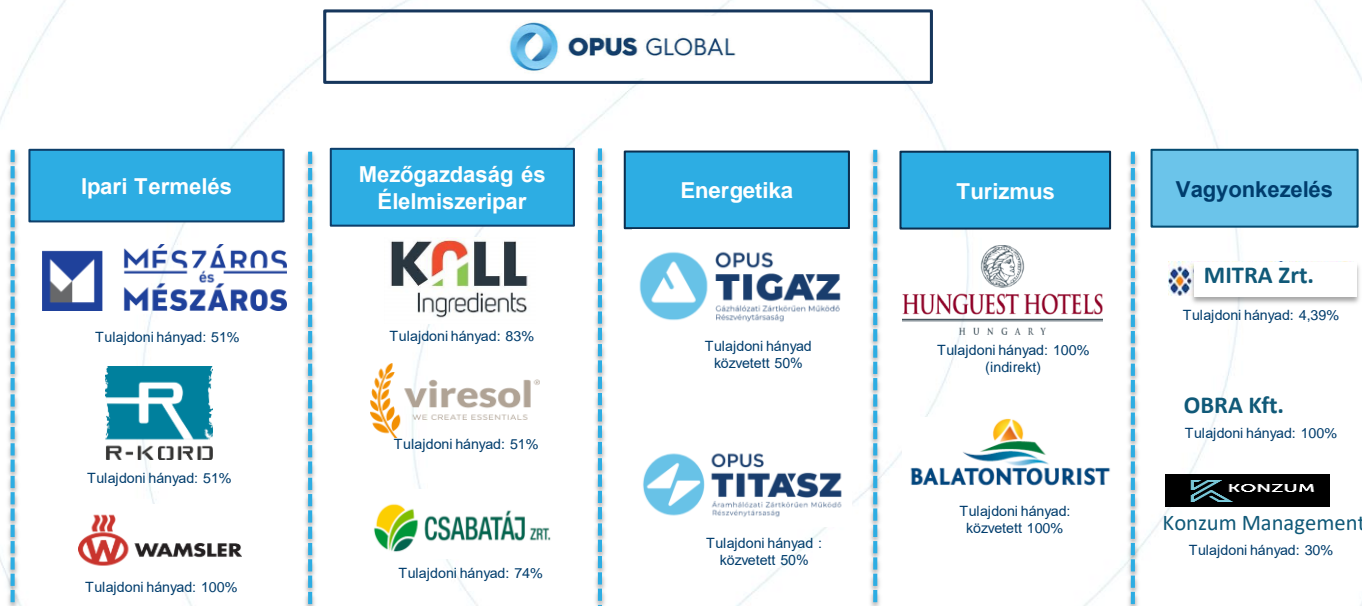 OPUS GLOBAL
Ipari Termelés
MÉSZÁROS
és
MÉSZÁROS
Tulajdoni hányad: 51%
R-KORD
Tulajdoni hányad: 51%
WAMSLER
Tulajdoni hányad: 100%
Mezőgazdaság és
Élelmiszeripar
KALL
Ingredients
Tulajdoni hányad: 83%
viresol®
WE CREATE ESSENTIALS
Tulajdoni hányad: 51%
CSABATÁJ ZRT.
Tulajdoni hányad: 74%
Energetika
OPUS
TIGÁZ
Gázhálózati Zártkörűen Működő
Részvénytársaság
Tulajdoni hányad
közvetett 50%
OPUS
TITÁSZ
Áramhálózati Zártkörűen Működő
Részvénytársaság
Tulajdoni hányad :
közvetett 50%
Turizmus
HUNGUEST HOTELS
HUNGARY
Tulajdoni hányad: 100%
(indirekt)
BALATONTOURIST
Tulajdoni hányad:
közvetett 100%
Vagyonkezelés
MITRA Zrt.
Tulajdoni hányad: 4,39%
OBRA Kft.
Tulajdoni hányad: 100%
KONZUM
Konzum Management
Tulajdoni hányad: 30%